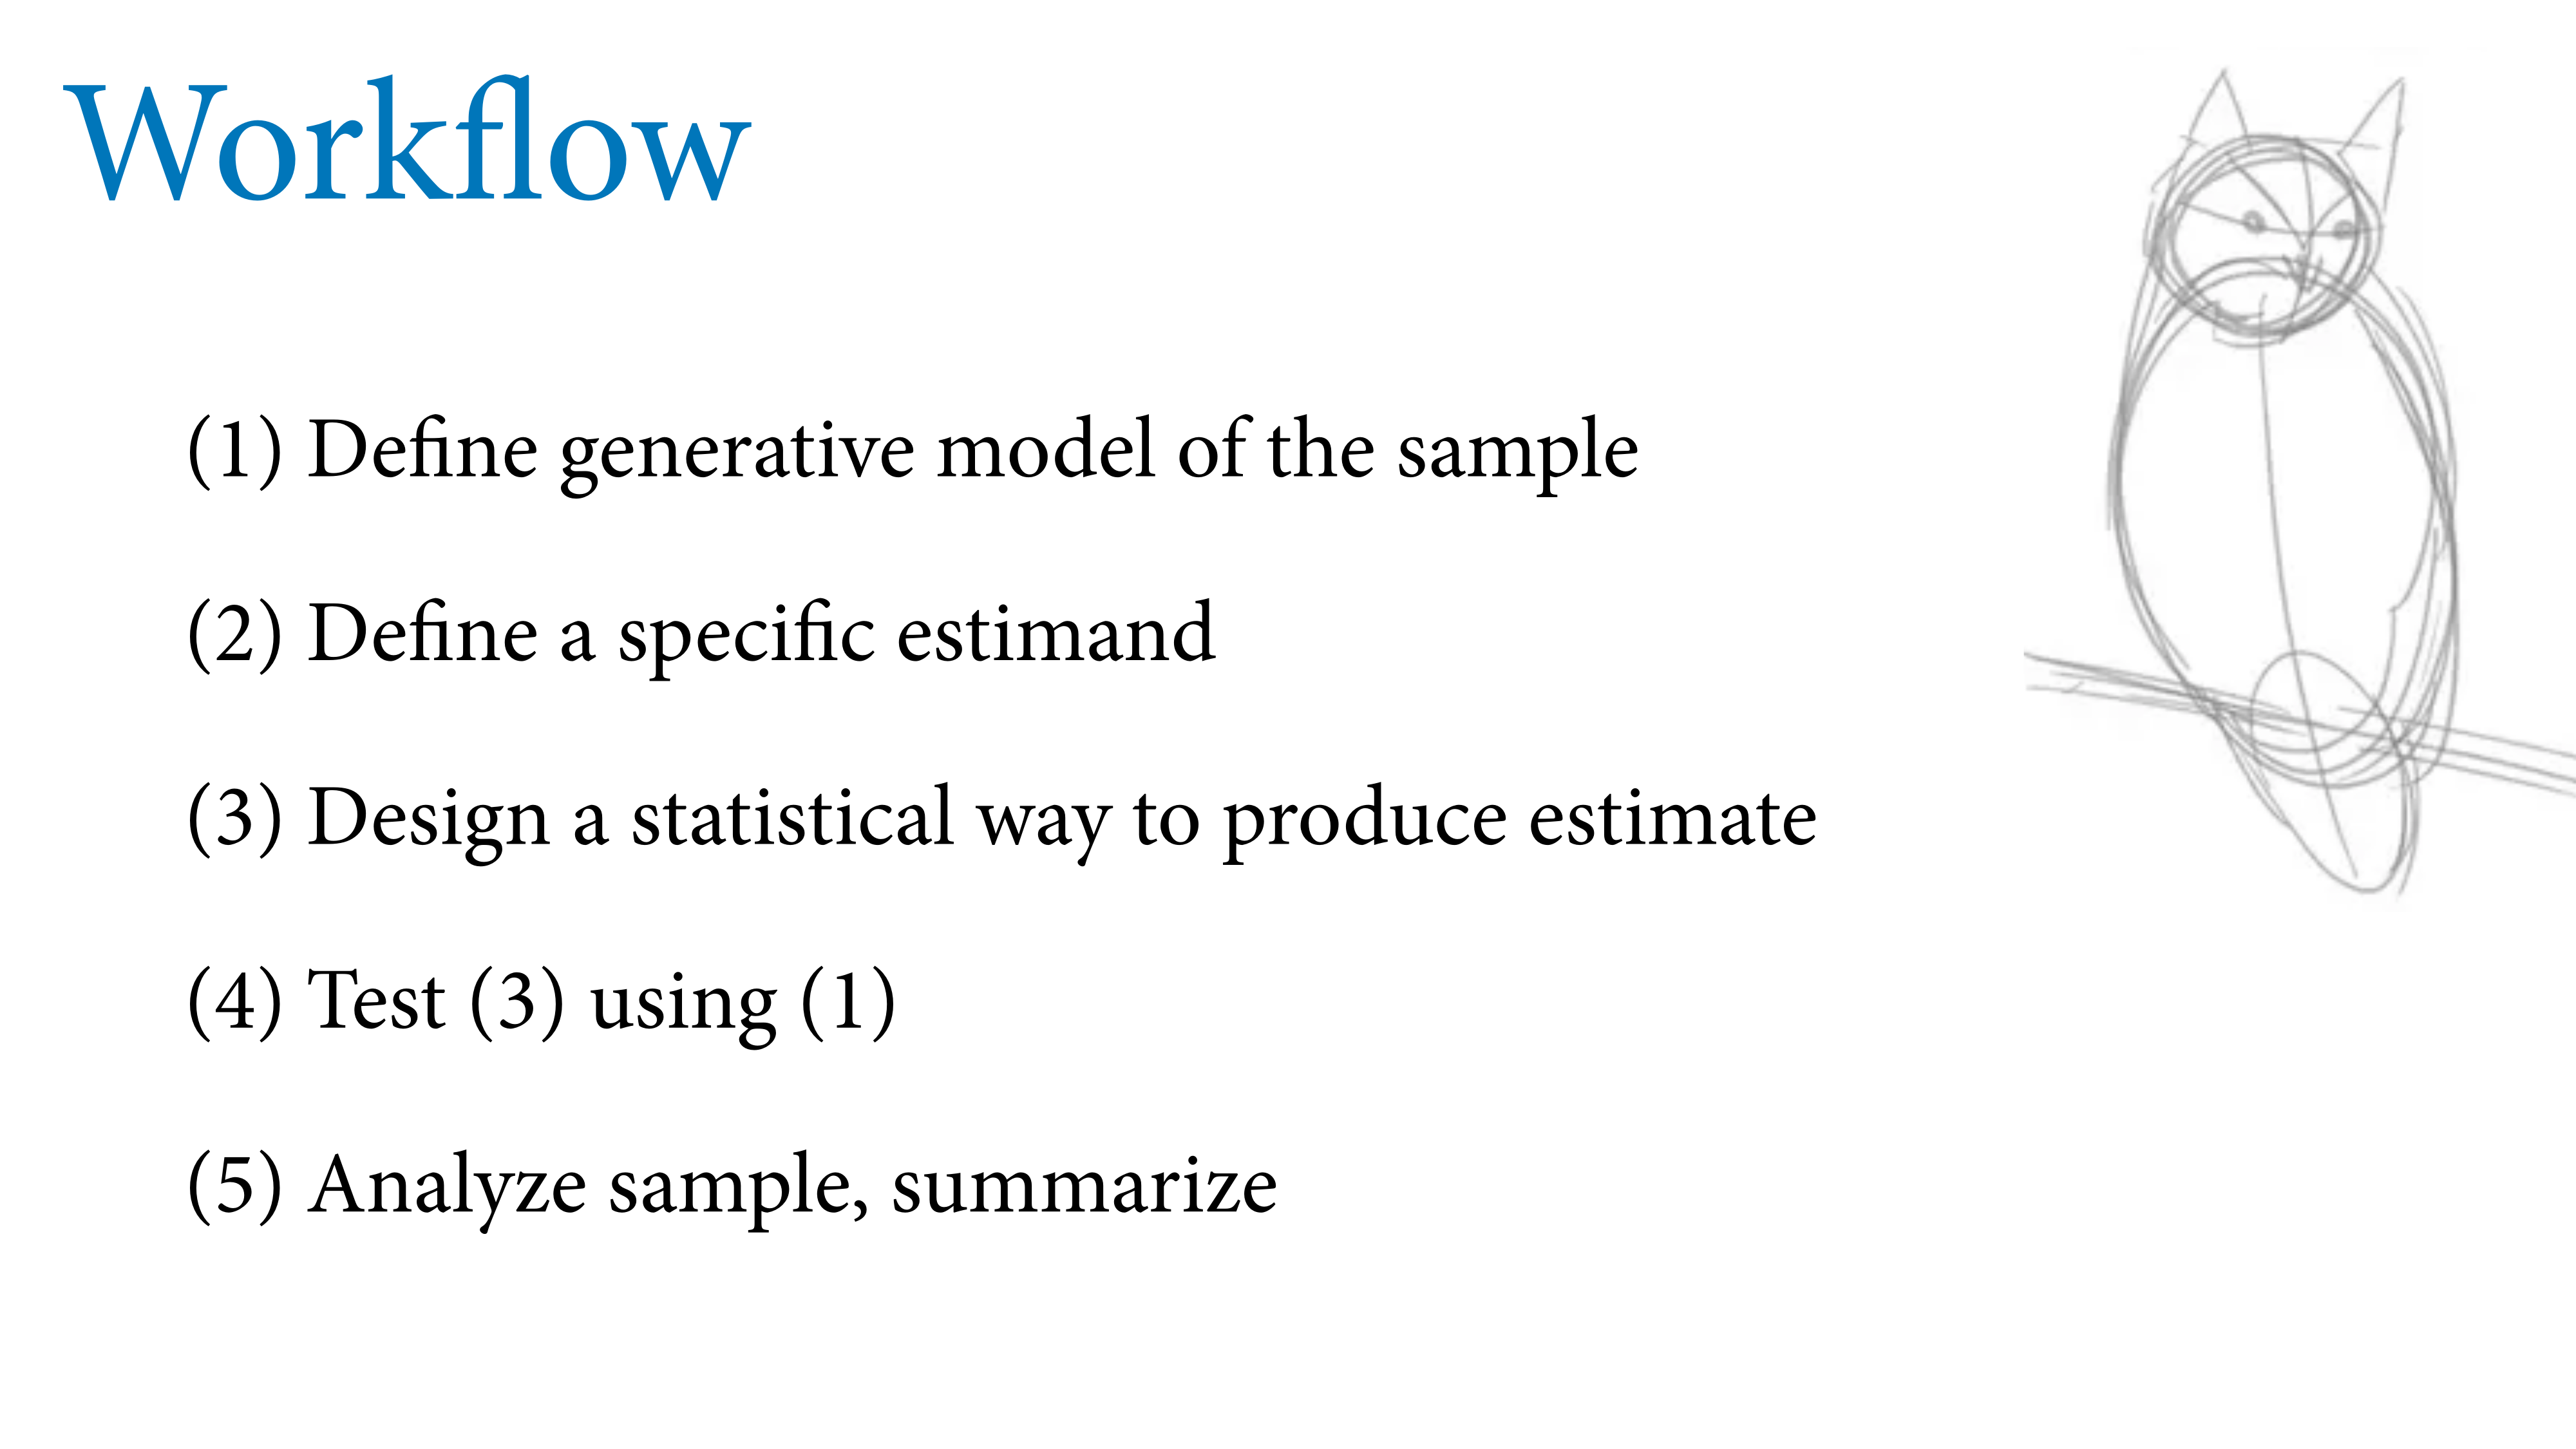 Workflow
(1) Define generative model of the sample
(2) Define a specific estimand
(3) Design a statistical way to produce estimate
(4) Test (3) using (1)
(5) Analyze sample, summarize